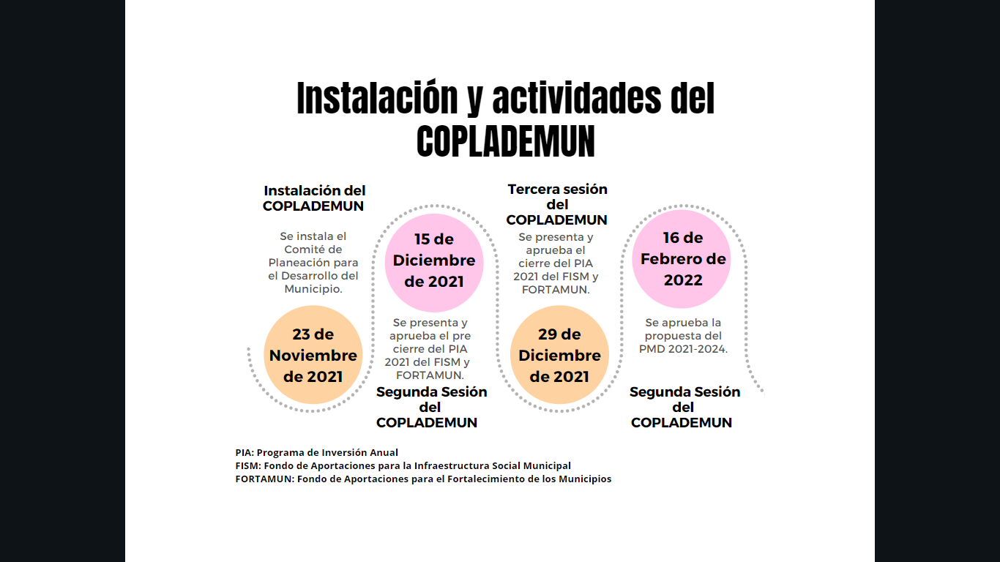 Instalación y actividades del
COPLADEMUN
Instalación del
COPLADEMUN
Se instala el
Comité de
Planeación para
el Desarrollo del
Municipio.
23 de
Noviembre
de 2021
15 de
Diciembre
de 2021
Se presenta y
aprueba el pre
cierre del PIA
2021 del FISM y
FORTAMUN.
Segunda Sesión
del
COPLADEMUN
Tercera sesión
del
COPLADEMUN
Se presenta y
aprueba el
cierre del PIA
2021 del FISM y
FORTAMUN.
29 de
Diciembre
de 2021
16 de
Febrero de
2022
Se aprueba la
propuesta del
PMD 2021-2024.
Segunda Sesión
del
COPLADEMUN
PIA: Programa de Inversión Anual
FISM: Fondo de Aportaciones para la Infraestructura Social Municipal
FORTAMUN: Fondo de Aportaciones para el Fortalecimiento de los Municipios